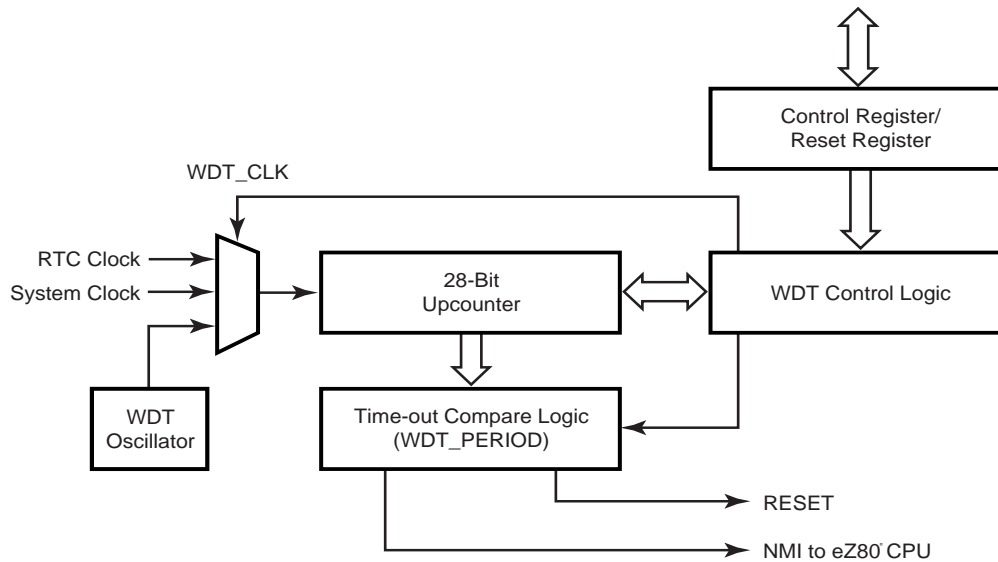 Control Register/
Reset Register
WDT_CLK
RTC Clock
System Clock
28-Bit
Upcounter
WDT Control Logic
WDT
Oscillator
Time-out Compare Logic
(WDT_PERIOD)
RESET
NMI to eZ80® CPU